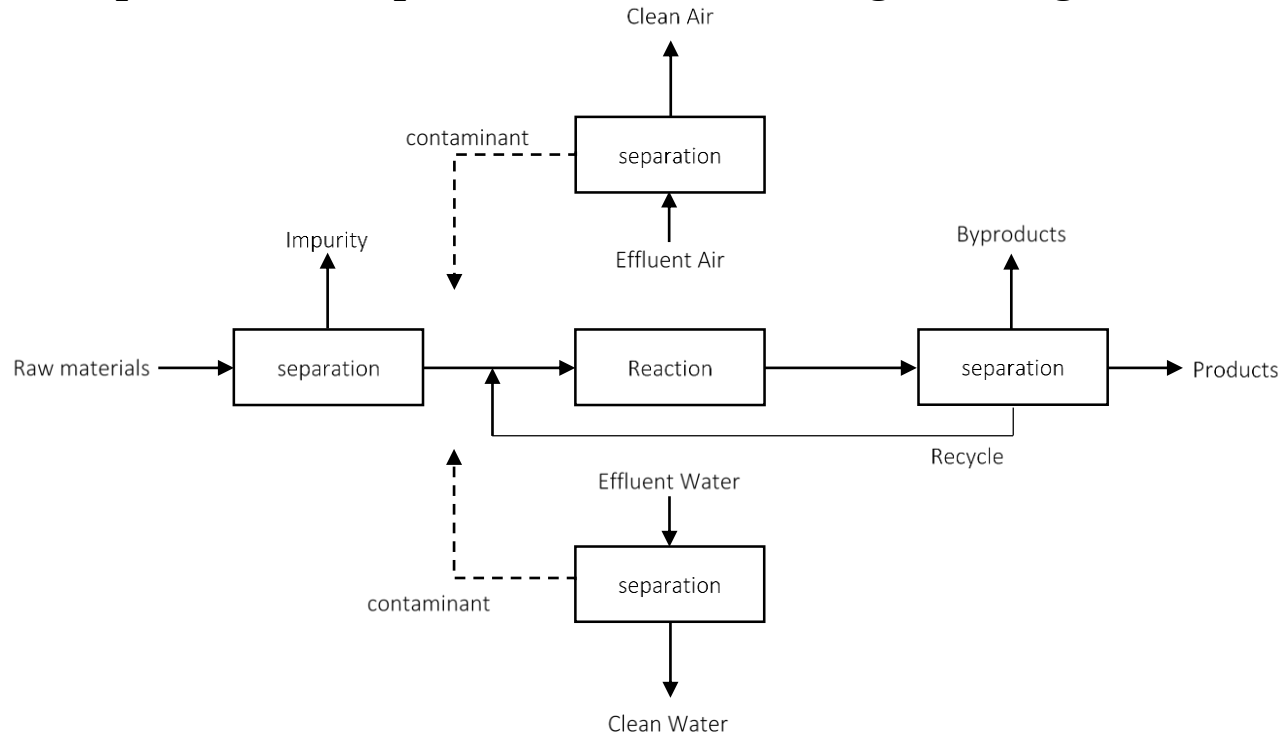 Clean Air
contaminant
separation
Impurity
Effluent Air
Byproducts
Raw materials
separation
Reaction
separation
Products
Recycle
Effluent Water
separation
contaminant
Clean Water